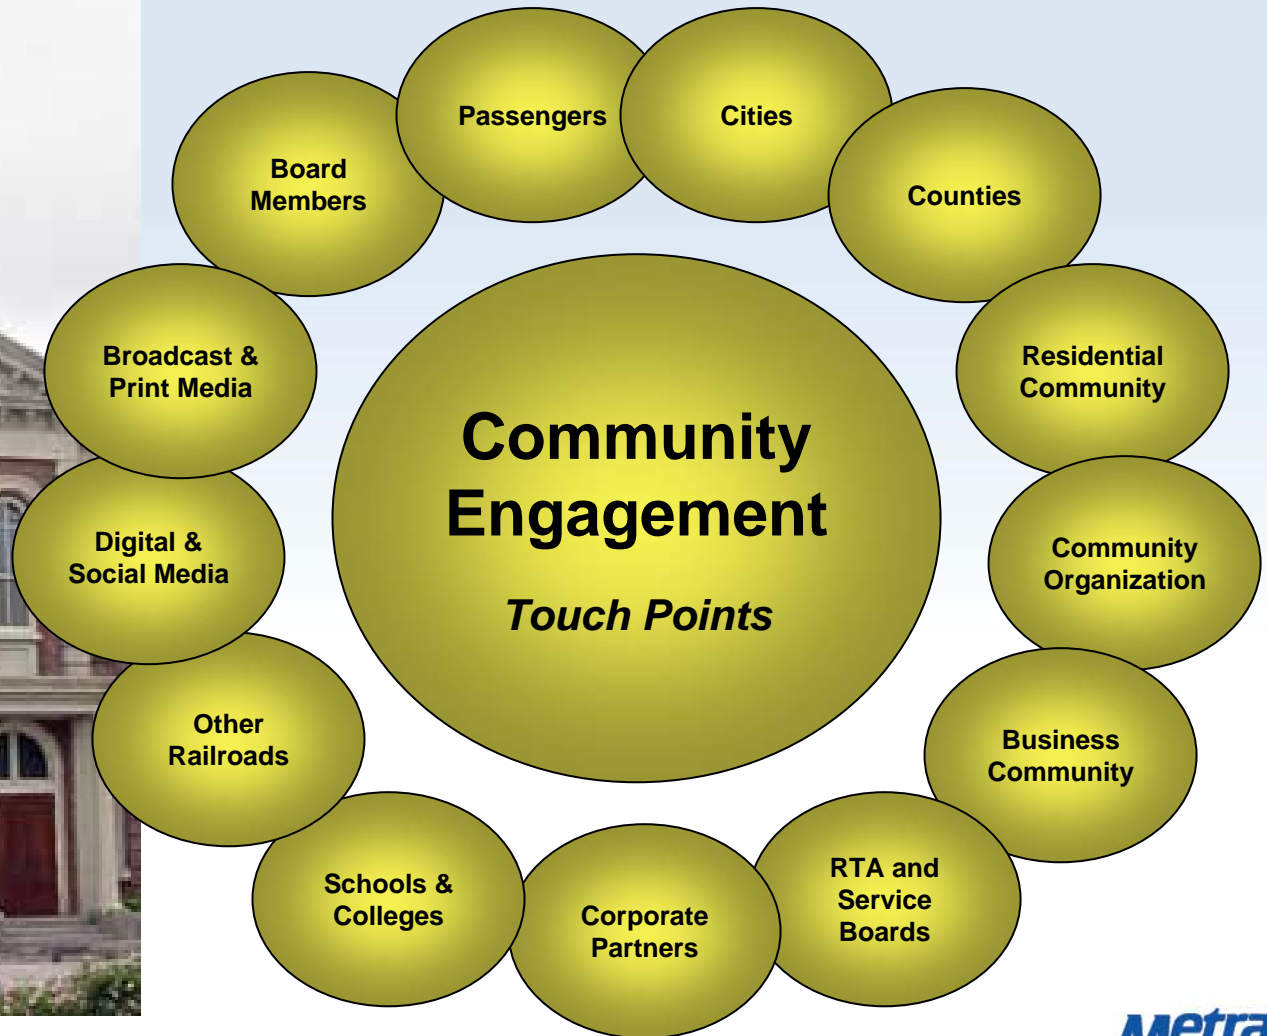 Passengers
Cities
Board
Members
Counties
Broadcast &
Print Media
Residential
Community
Community
Engagement
Touch Points
Digital &
Social Media
Community
Organization
Other
Railroads
Business
Community
Schools &
Colleges
Corporate
Partners
RTA and
Service
Boards
Metra